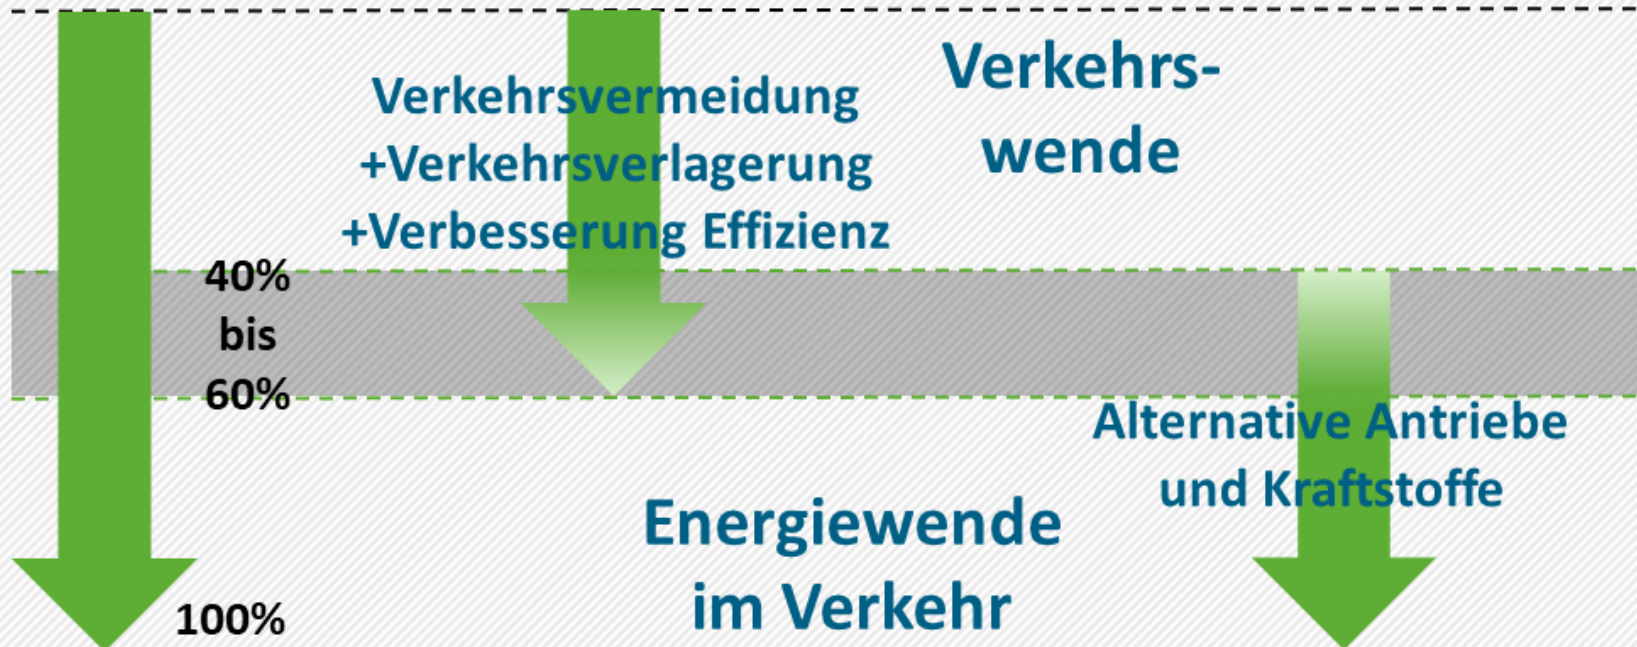 Verkehrs-
wende
Verkehrsvermeidung
+Verkehrsverlagerung
+Verbesserung Effizienz
40%
bis
60%
Alternative Antriebe
und Kraftstoffe
Energiewende
im Verkehr
100%